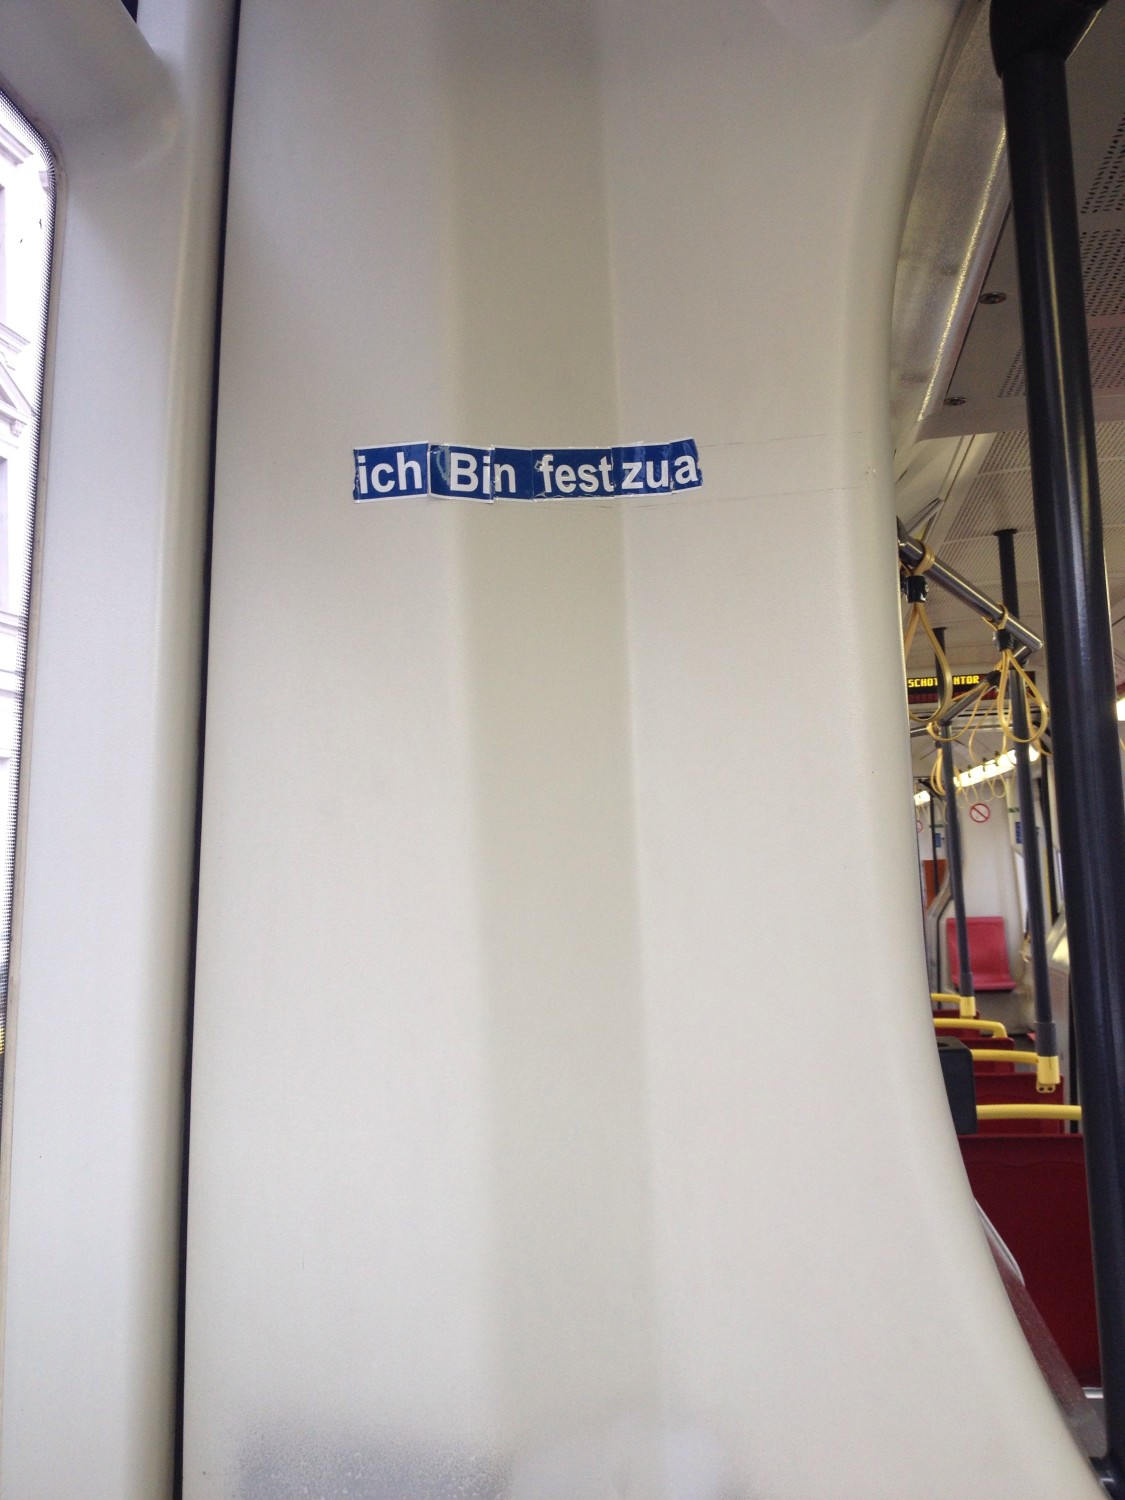 ich Bin fest zua